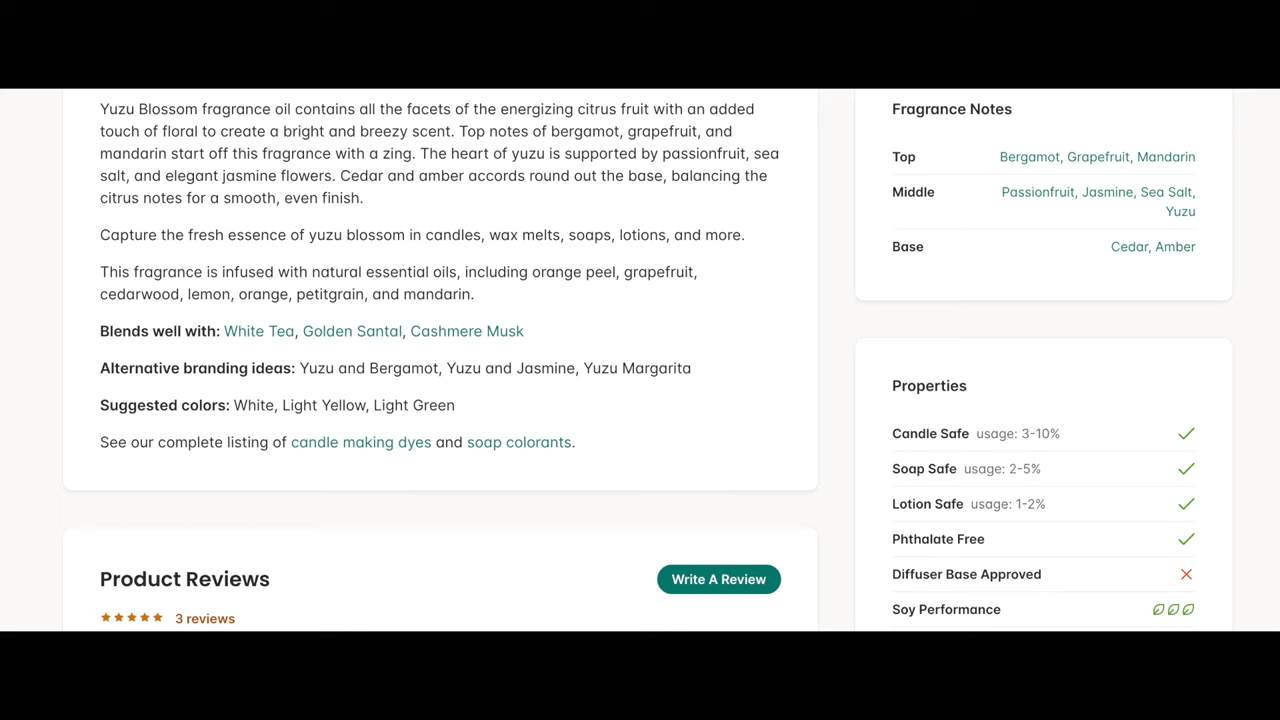 Yuzu Blossom fragrance oil contains all the facets of the energizing citrus fruit with an added
touch of floral to create a bright and breezy scent. Top notes of bergamot, grapefruit, and
mandarin start off this fragrance with a zing. The heart of yuzu is supported by passionfruit, sea
salt, and elegant jasmine flowers. Cedar and amber accords round out the base, balancing the
citrus notes for a smooth, even finish.
Capture the fresh essence of yuzu blossom in candles, wax melts, soaps, lotions, and more.
This fragrance is infused with natural essential oils, including orange peel, grapefruit,
cedarwood, lemon, orange, petitgrain, and mandarin.
Blends well with: White Tea, Golden Santal, Cashmere Musk
Alternative branding ideas: Yuzu and Bergamot, Yuzu and Jasmine, Yuzu Margarita
Suggested colors: White, Light Yellow, Light Green
See our complete listing of candle making dyes and soap colorants.
Product Reviews
Write A Review
3 reviews
Fragrance Notes
Top Bergamot, Grapefruit, Mandarin
Middle Passionfruit, Jasmine, Sea Salt,
Yuzu
Base Cedar, Amber
Properties
Candle Safe usage: 3-10%
Soap Safe usage: 2-5%
Lotion Safe usage: 1-2%
Phthalate Free
Diffuser Base Approved
Soy Performance